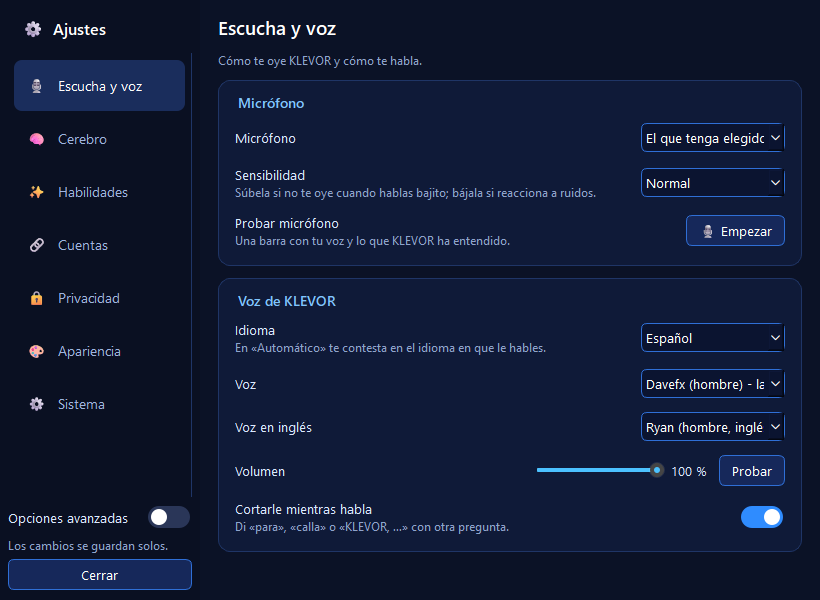 Ajustes
Escucha y voz
Cerebro
Habilidades
Cuentas
Privacidad
Apariencia
Sistema
Opciones avanzadas
Los cambios se guardan solos.
Cerrar
Escucha y voz
Cómo te oye KLEVOR y cómo te habla.
Micrófono
Micrófono
El que tenga elegido
Sensibilidad
Súbela si no te oye cuando hablas bajito; bájala si reacciona a ruidos.
Normal
Probar micrófono
Una barra con tu voz y lo que KLEVOR ha entendido.
Empezar
Voz de KLEVOR
Idioma
En «Automático» te contesta en el idioma en que le hables.
Español
Voz
Davefx (hombre) - la
Voz en inglés
Ryan (hombre, inglé
Volumen
100 %
Probar
Cortarle mientras habla
Di «para», «calla» o «KLEVOR, ...» con otra pregunta.